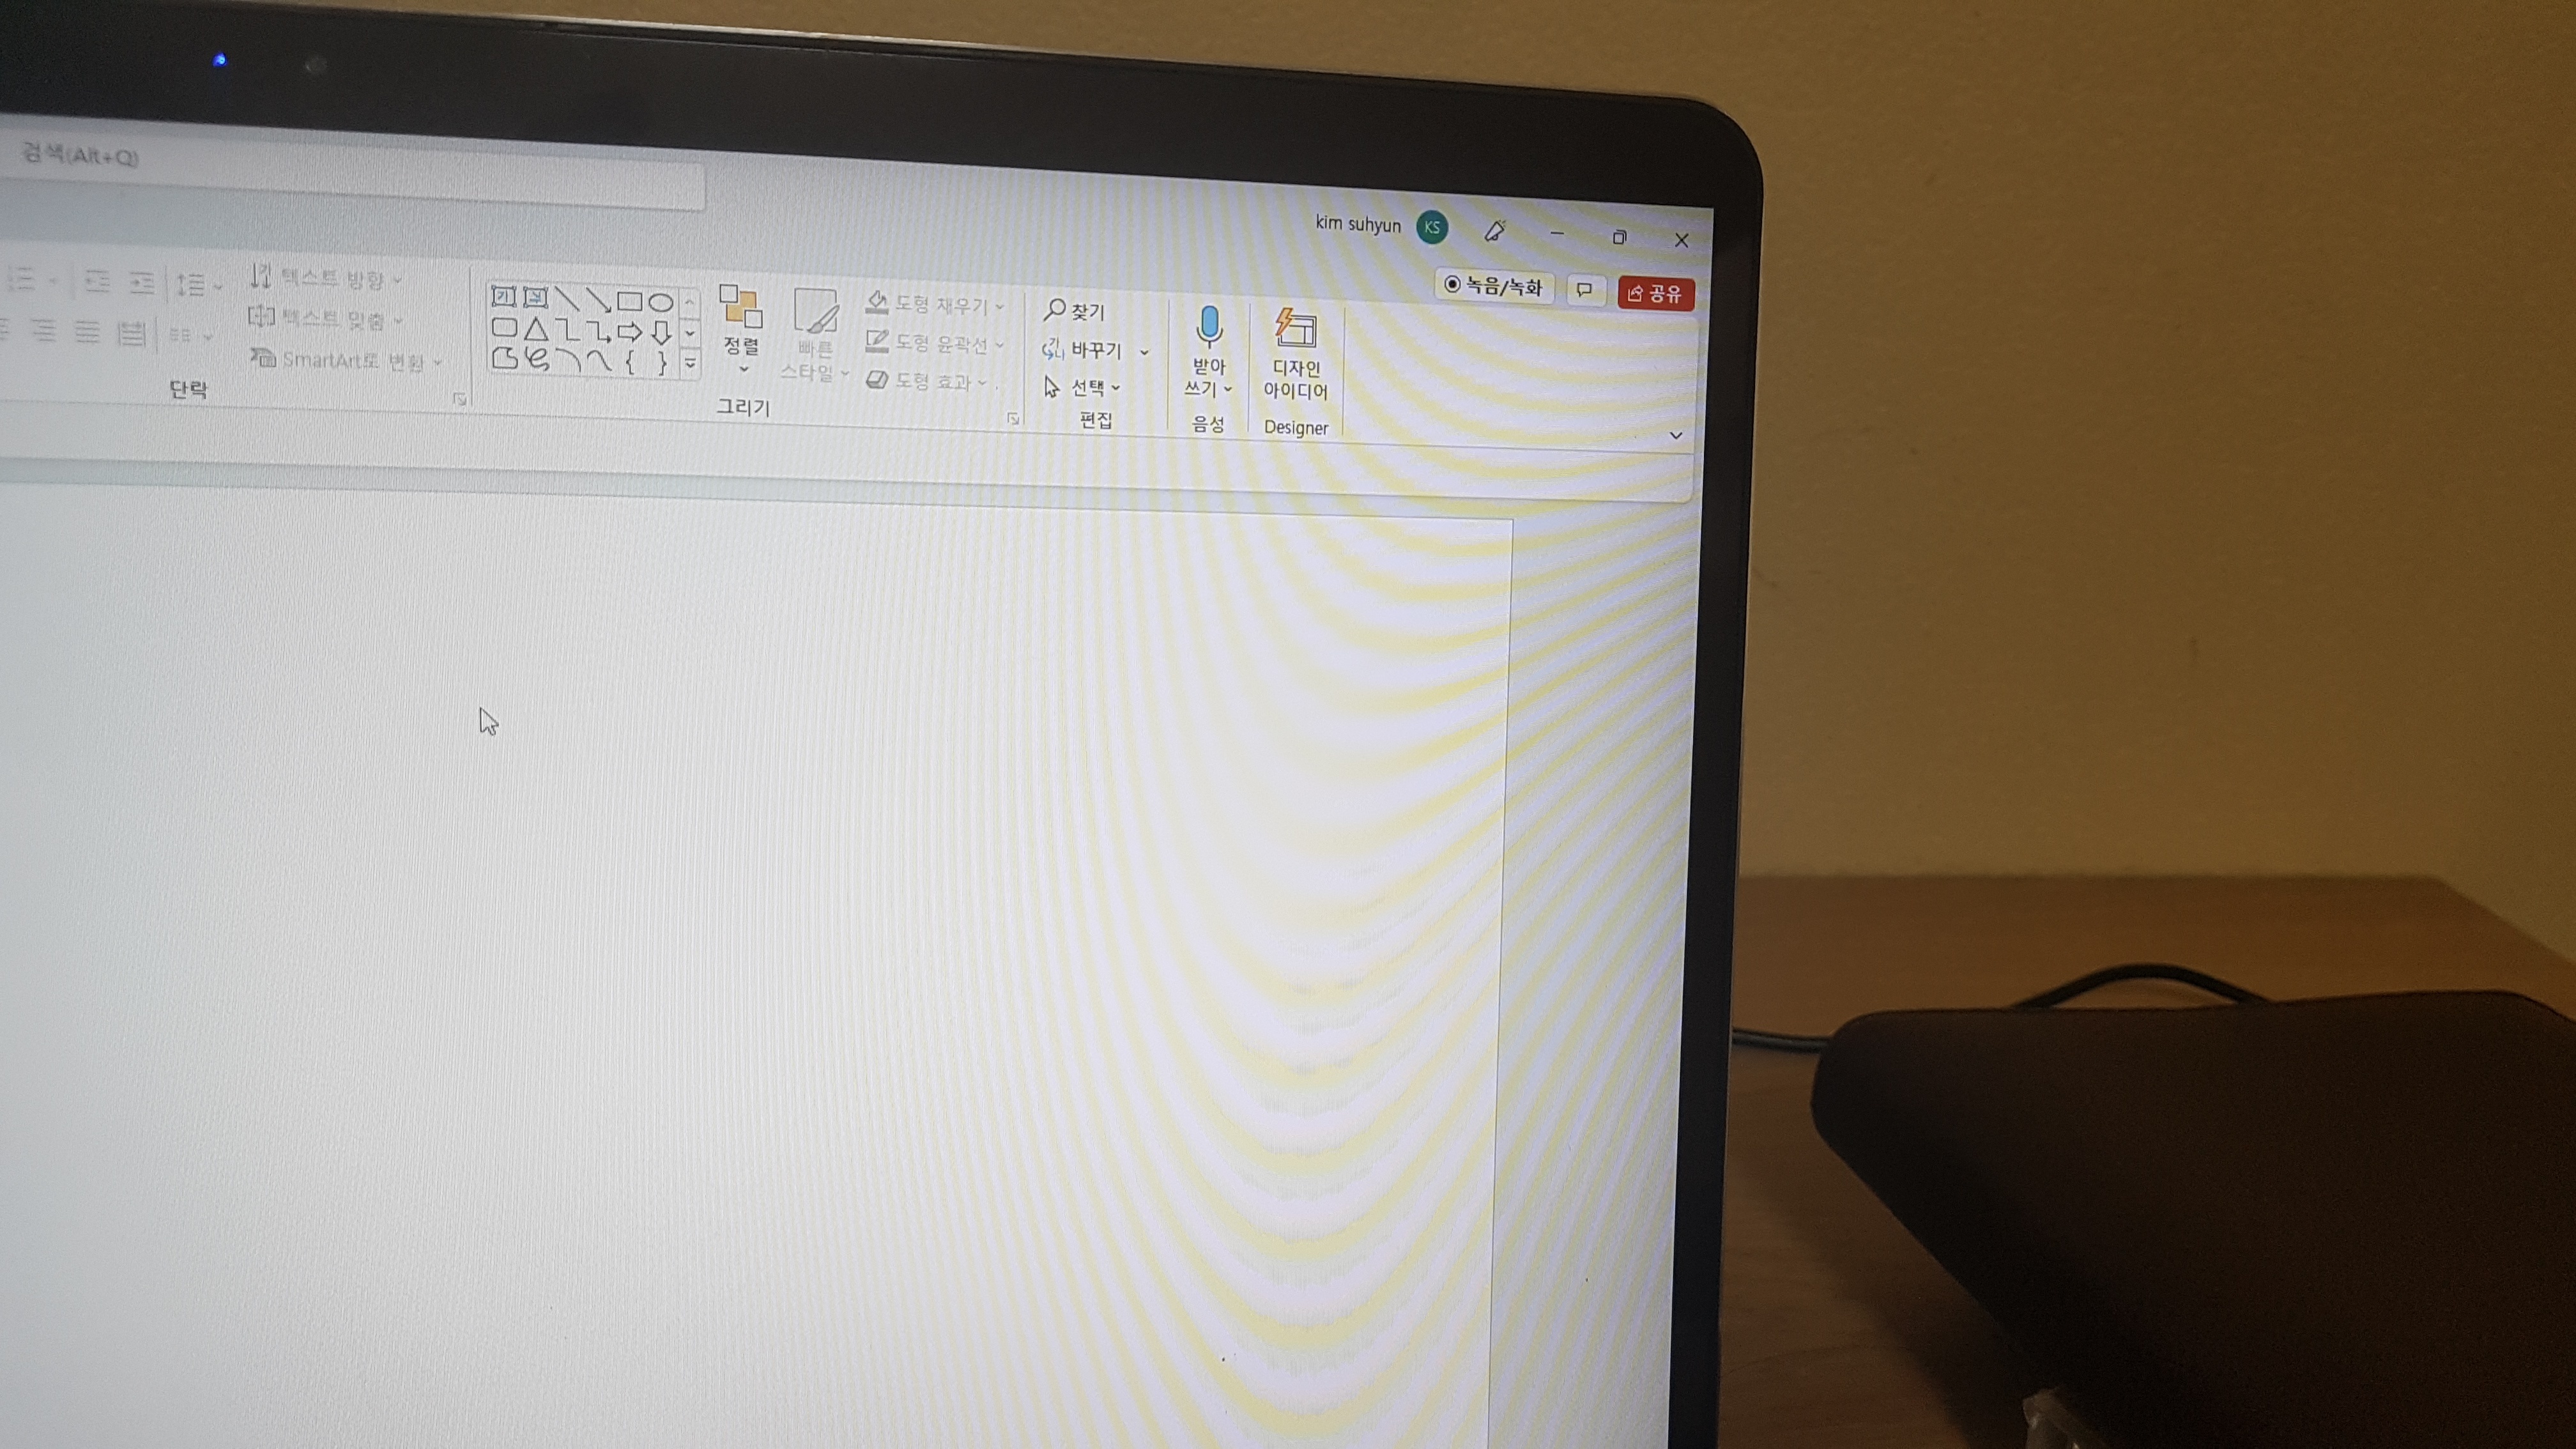 검색(Alt+Q)
kim suhyun KS
녹음/녹화 공유
텍스트 방향
텍스트 맞춤
SmartArt로 변환
단락
정렬
빠른
스타일
도형 채우기
도형 윤곽선
도형 효과
그리기
찾기
바꾸기
선택
편집
받아
쓰기
음성
디자인
아이디어
Designer